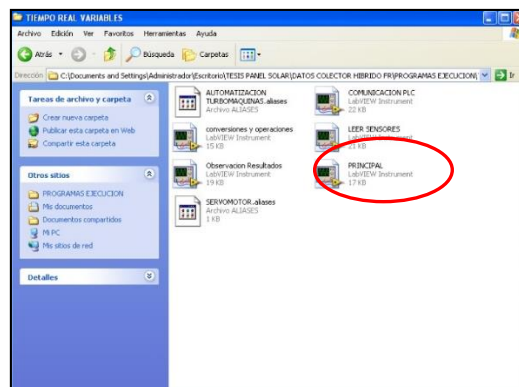 TIEMPO REAL VARIABLES
Archivo Edición Ver Favoritos Herramientas Ayuda
Atrás Búsqueda Carpetas
Dirección C:\Documents and Settings\Administrador\Escritorio\TESIS PANEL SOLAR\DATOS COLECTOR HIBRIDO FR\PROGRAMAS EJECUCION\ Ir
Tareas de archivo y carpeta
Crear nueva carpeta
Publicar esta carpeta en Web
Compartir esta carpeta
Otros sitios
PROGRAMAS EJECUCION
Mis documentos
Documentos compartidos
Mi PC
Mis sitios de red
Detalles
AUTOMATIZACION
TURBOMAQUINAS.aliases
Archivo ALIASES
COMUNICACION PLC
LabVIEW Instrument
22 KB
conversiones y operaciones
LabVIEW Instrument
15 KB
LEER SENSORES
LabVIEW Instrument
21 KB
Observacion Resultados
LabVIEW Instrument
19 KB
PRINCIPAL
LabVIEW Instrument
17 KB
SERVOMOTOR.aliases
Archivo ALIASES
1 KB